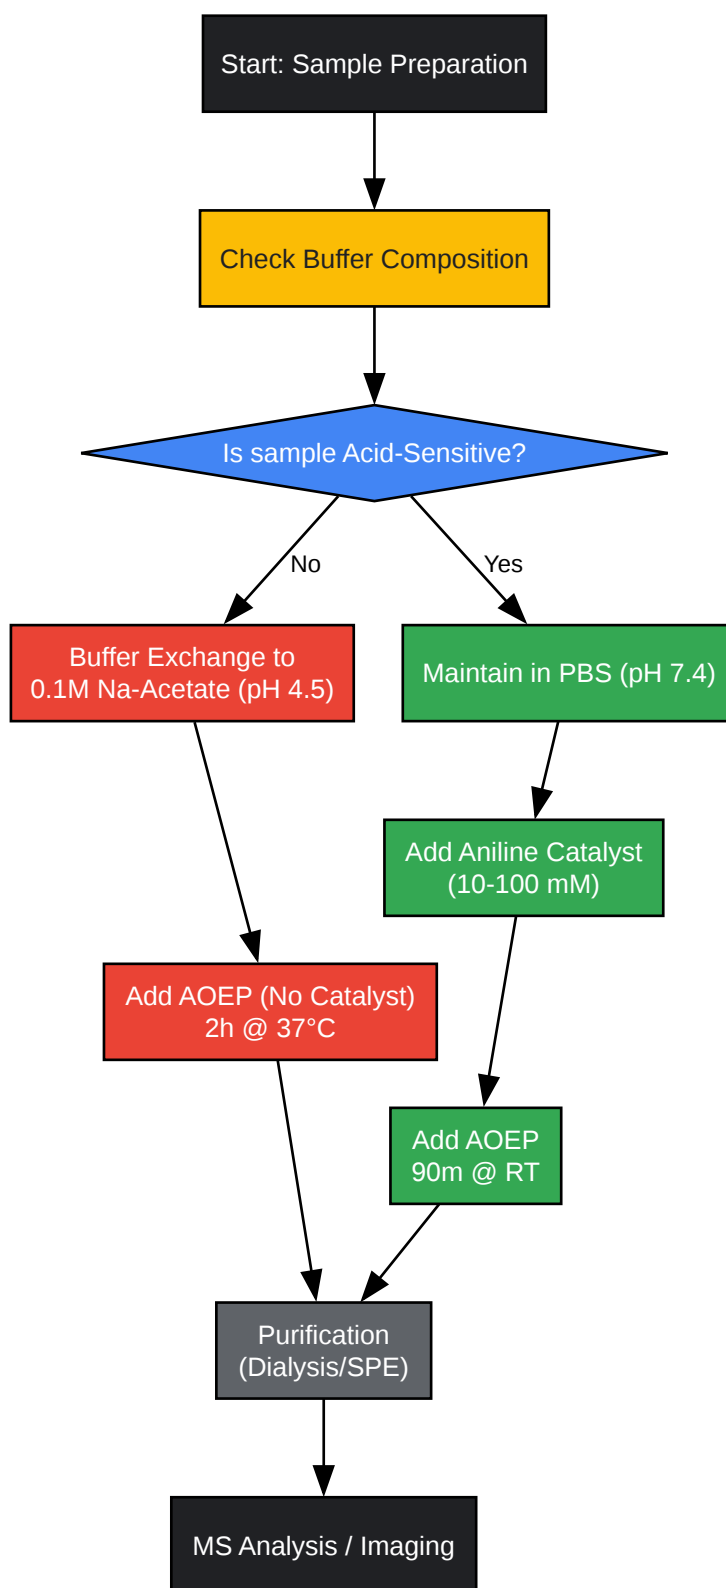 Start: Sample Preparation
Check Buffer Composition
Is sample Acid-Sensitive?
No
Yes
Buffer Exchange to
0.1M Na-Acetate (pH 4.5)
Maintain in PBS (pH 7.4)
Add Aniline Catalyst
(10-100 mM)
Add AOEP (No Catalyst)
2h @ 37°C
Add AOEP
90m @ RT
Purification
(Dialysis/SPE)
MS Analysis / Imaging